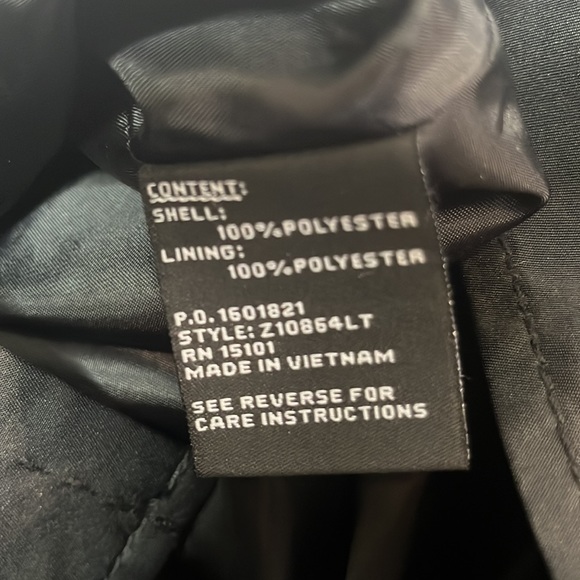 CONTENT:
SHELL:
100%POLYESTER
LINING:
100%POLYESTER
P.O. 1601821
STYLE: Z10864LT
RN 15101
MADE IN VIETNAM
SEE REVERSE FOR
CARE INSTRUCTIONS